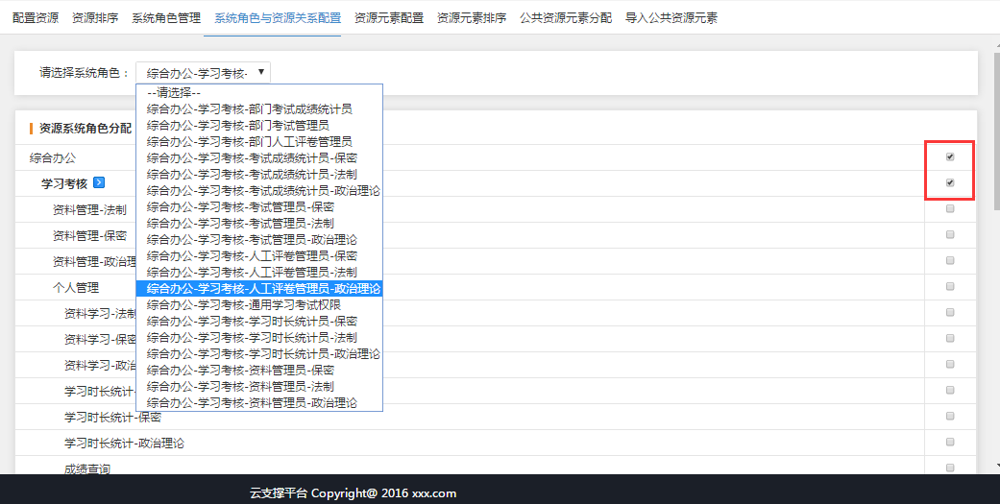 配置资源 资源排序 系统角色管理 系统角色与资源关系配置 资源元素配置 资源元素排序 公共资源元素分配 导入公共资源元素
请选择系统角色： 综合办公-学习考核-
--请选择--
综合办公-学习考核-部门考试成绩统计员
综合办公-学习考核-部门考试管理员
综合办公-学习考核-部门人工评卷管理员
综合办公-学习考核-考试成绩统计员-保密
综合办公-学习考核-考试成绩统计员-法制
综合办公-学习考核-考试成绩统计员-政治理论
综合办公-学习考核-考试管理员-保密
综合办公-学习考核-考试管理员-法制
综合办公-学习考核-考试管理员-政治理论
综合办公-学习考核-人工评卷管理员-保密
综合办公-学习考核-人工评卷管理员-法制
综合办公-学习考核-人工评卷管理员-政治理论
综合办公-学习考核-通用学习考试权限
综合办公-学习考核-学习时长统计员-保密
综合办公-学习考核-学习时长统计员-法制
综合办公-学习考核-学习时长统计员-政治理论
综合办公-学习考核-资料管理员-保密
综合办公-学习考核-资料管理员-法制
综合办公-学习考核-资料管理员-政治理论
资源系统角色分配
综合办公
学习考核
资料管理-法制
资料管理-保密
资料管理-政治理
个人管理
资料学习-法制
资料学习-保密
资料学习-政治
学习时长统计-
学习时长统计-保密
学习时长统计-政治理论
成绩查询
云支撑平台 Copyright@ 2016 xxx.com